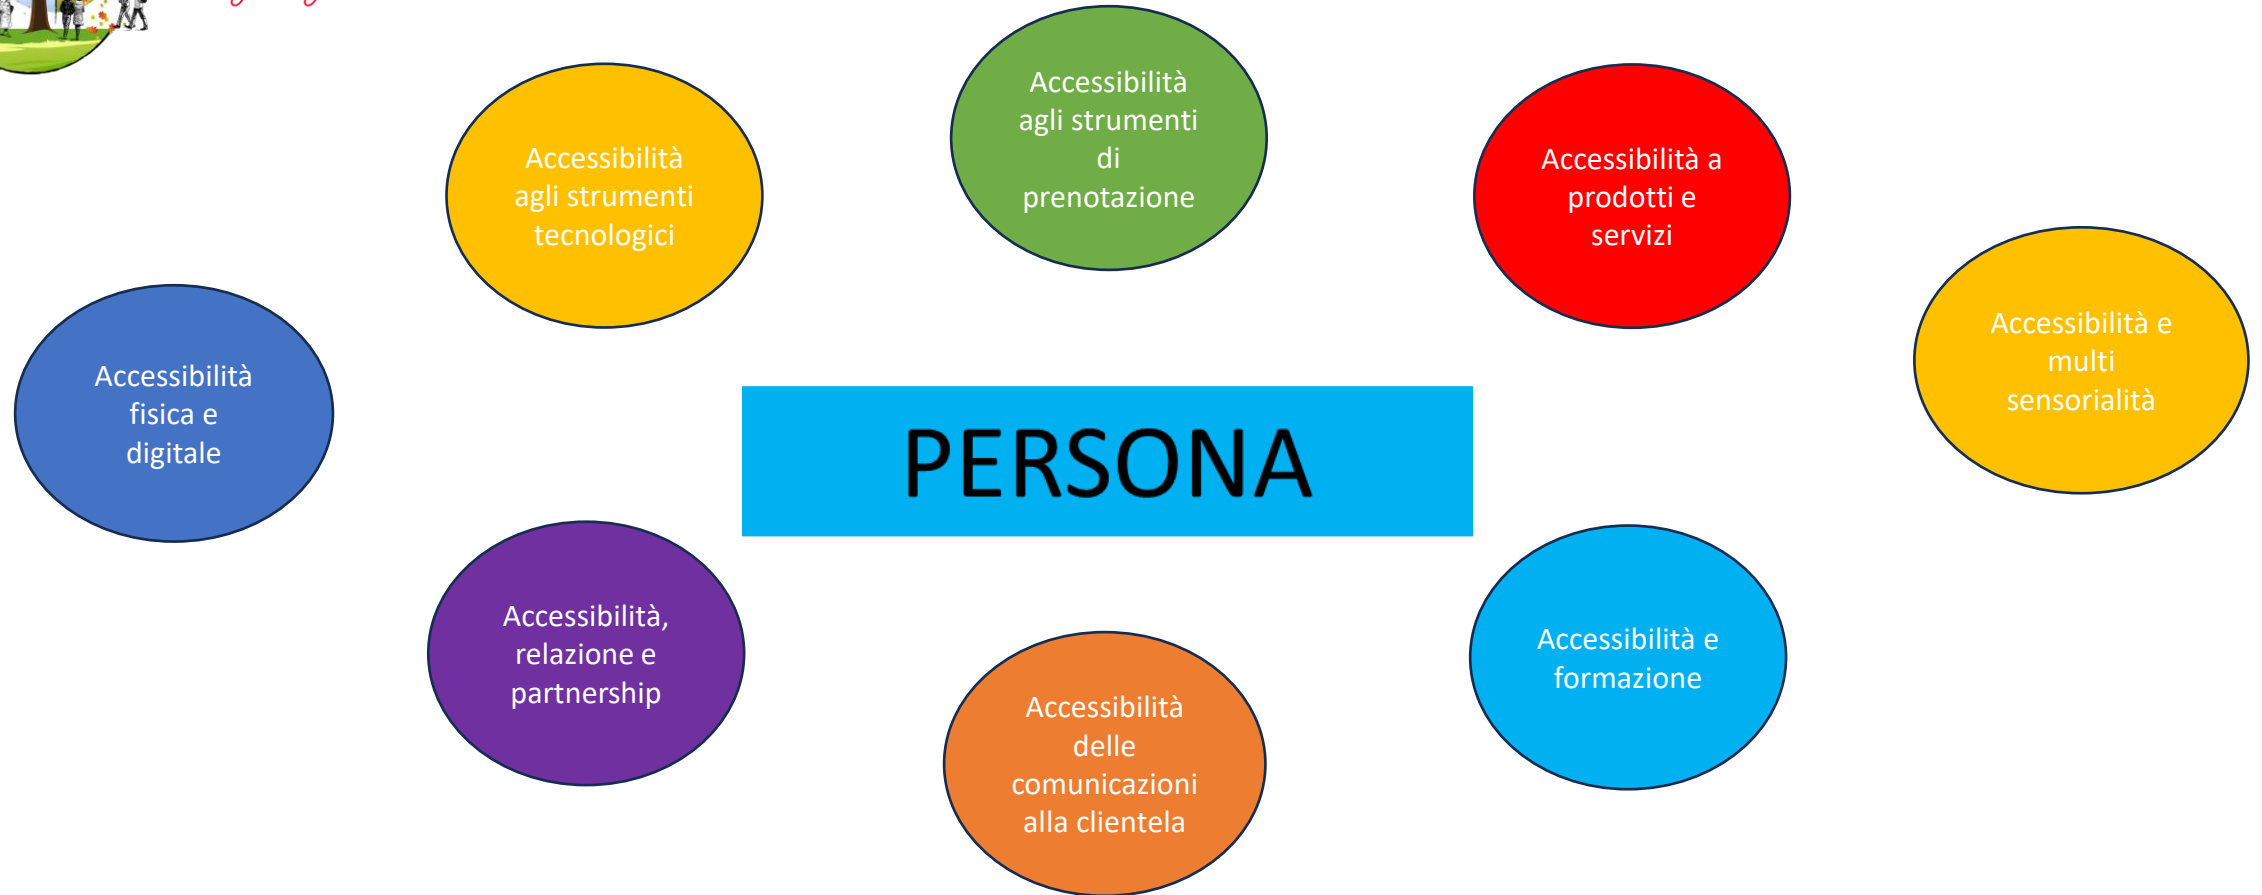 Accessibilità
agli strumenti
di
prenotazione
Accessibilità
agli strumenti
tecnologici
Accessibilità a
prodotti e
servizi
Accessibilità e
multi
sensorialità
Accessibilità
fisica e
digitale
PERSONA
Accessibilità,
relazione e
partnership
Accessibilità e
formazione
Accessibilità
delle
comunicazioni
alla clientela